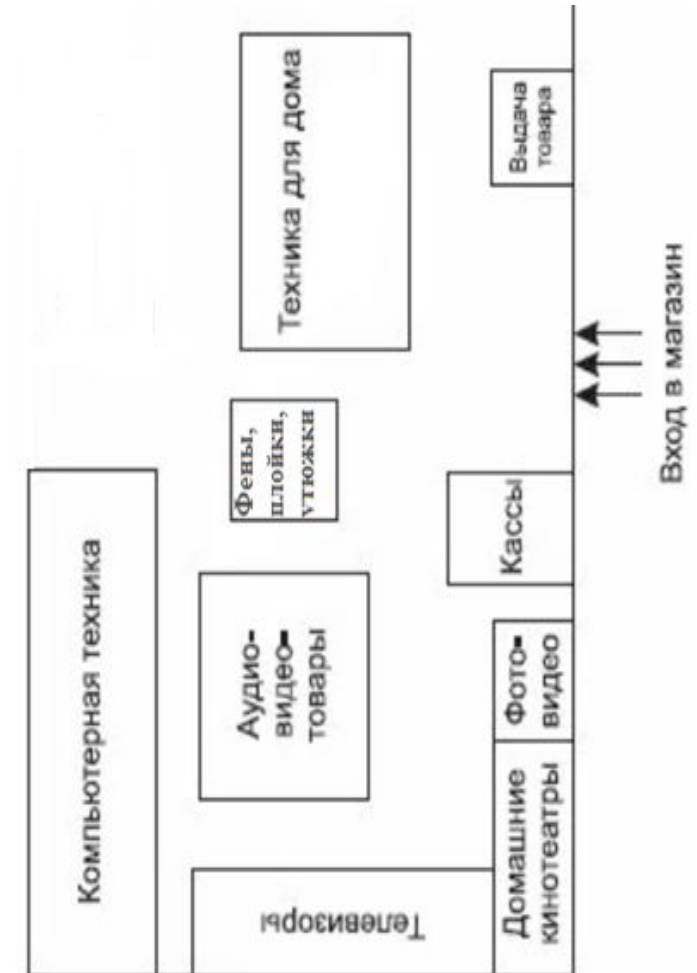 Компьютерная техника
Техника для дома
Фены,
плойки,
утюжки
Аудио-
видео-
товары
Телевизоры
Выдача
товара
Кассы
Фото-
видео
Домашние
кинотеатры
Вход в магазин